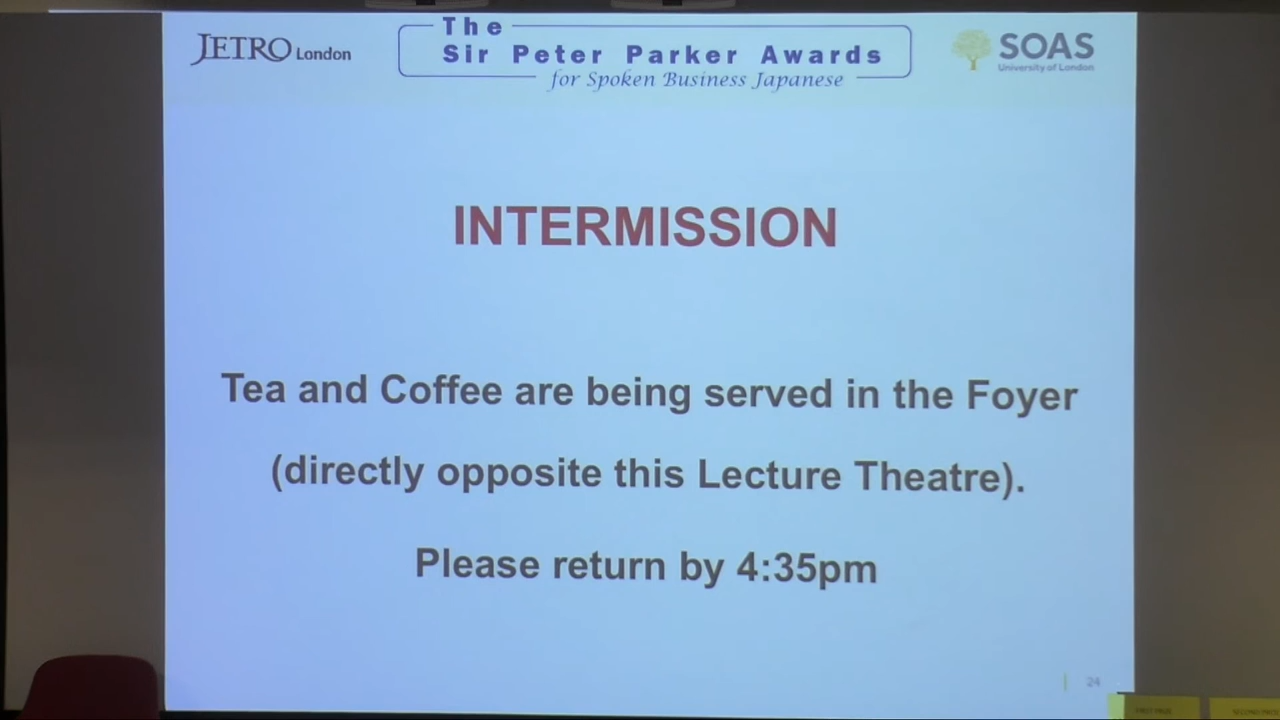 JETRO London
The
Sir Peter Parker Awards
for Spoken Business Japanese
SOAS
University of London
INTERMISSION
Tea and Coffee are being served in the Foyer
(directly opposite this Lecture Theatre).
Please return by 4:35pm
24